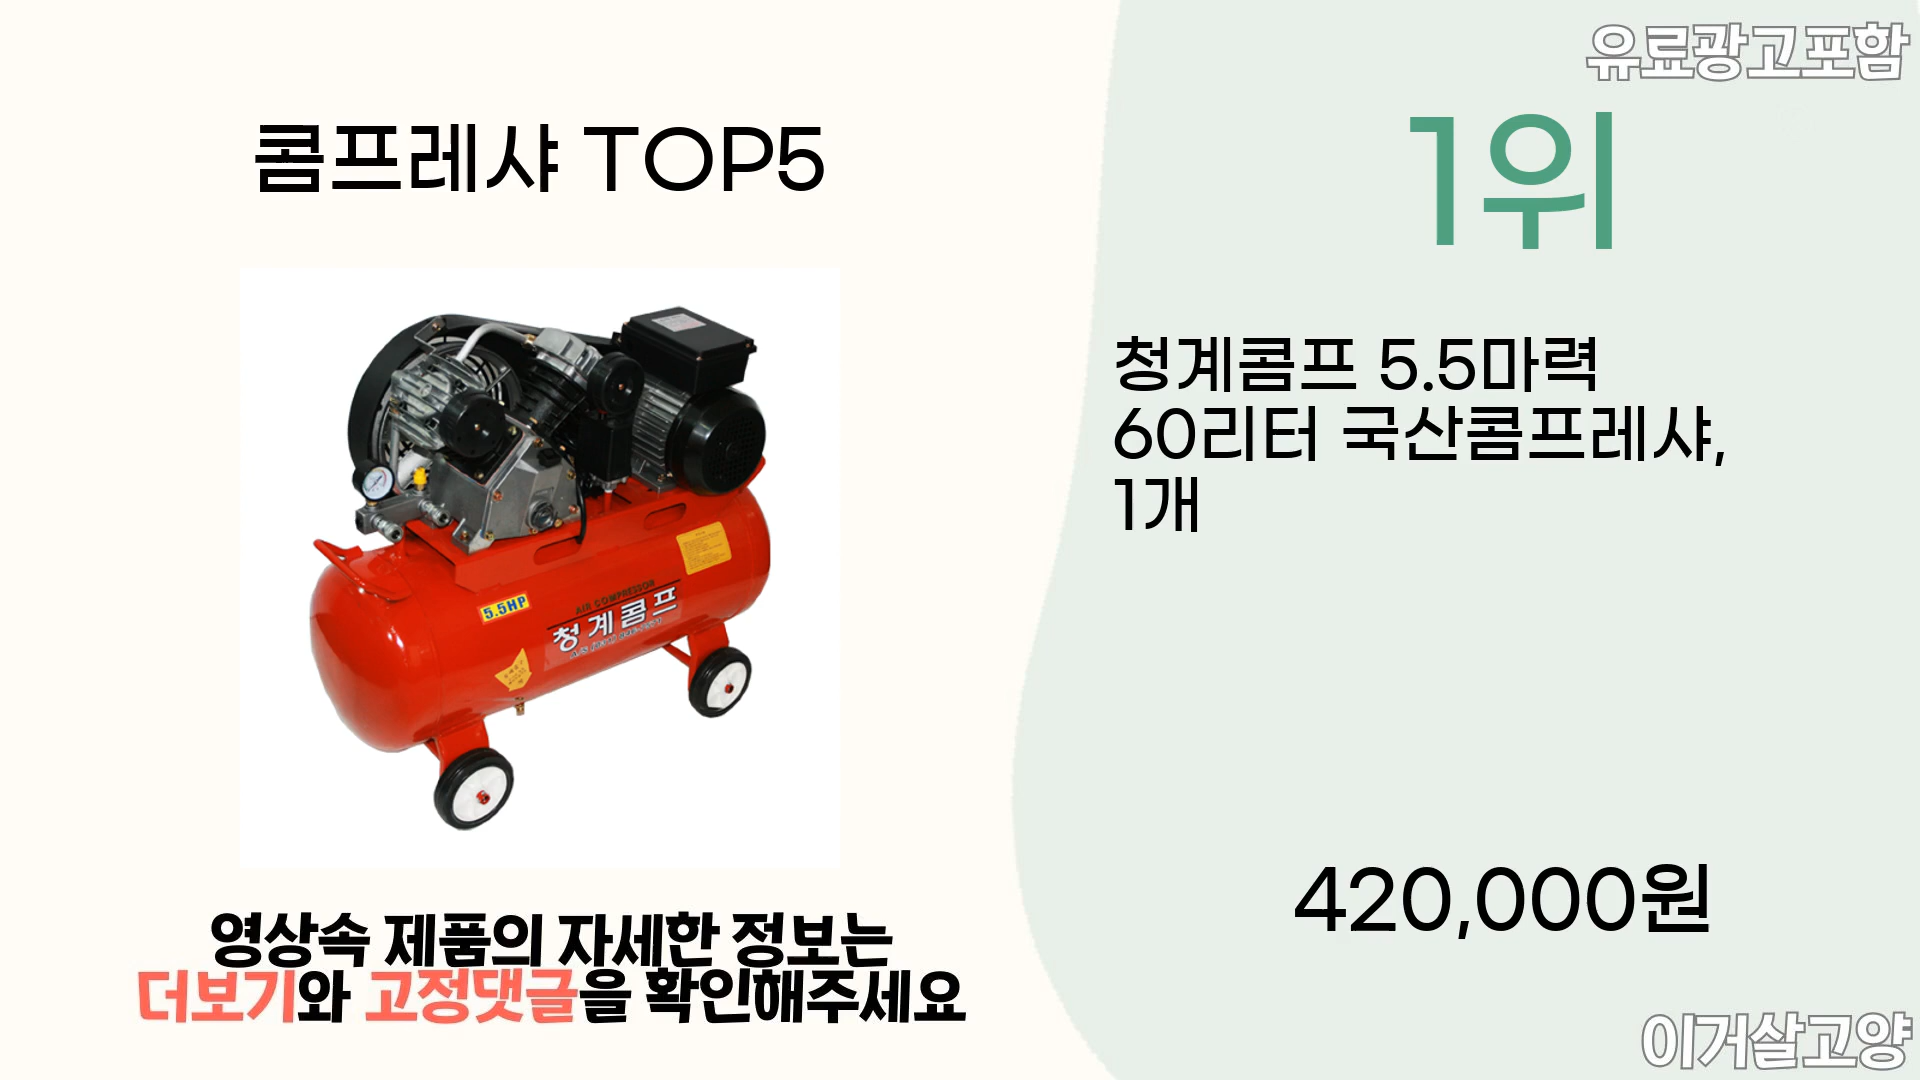 유료광고포함
콤프레샤 TOP5
1위
청계콤프 5.5마력
60리터 국산콤프레샤,
1개
5.5HP
AIR COMPRESSOR
청계콤프
420,000원
영상속 제품의 자세한 정보는
더보기와 고정댓글을 확인해주세요
이거살고양